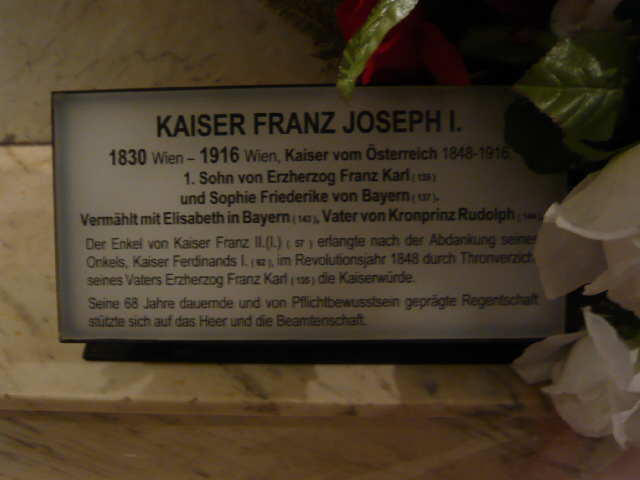 KAISER FRANZ JOSEPH I.
1830 Wien – 1916 Wien, Kaiser vom Österreich 1848-1916.
1. Sohn von Erzherzog Franz Karl (135)
und Sophie Friederike von Bayern (137).
Vermählt mit Elisabeth in Bayern (143), Vater von Kronprinz Rudolph (144).
Der Enkel von Kaiser Franz II.(I.) ( 57 ) erlangte nach der Abdankung seines
Onkels, Kaiser Ferdinands I. ( 62 ), im Revolutionsjahr 1848 durch Thronverzicht
seines Vaters Erzherzog Franz Karl (135) die Kaiserwürde.
Seine 68 Jahre dauernde und von Pflichtbewusstsein geprägte Regentschaft
stützte sich auf das Heer und die Beamtenschaft.